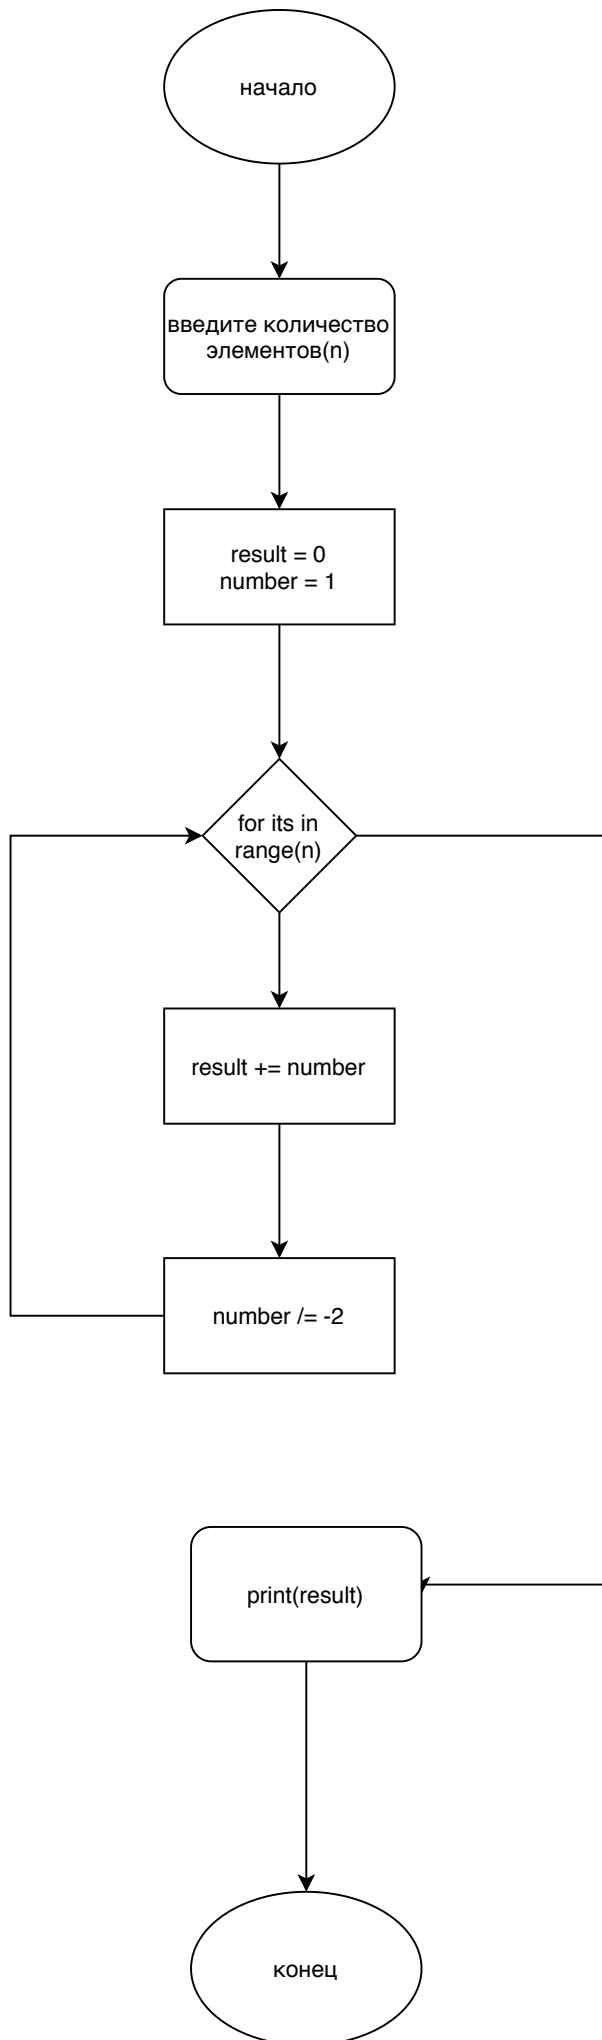 начало
введите количество
элементов(n)
result = 0
number = 1
for its in
range(n)
result += number
number /= -2
print(result)
конец